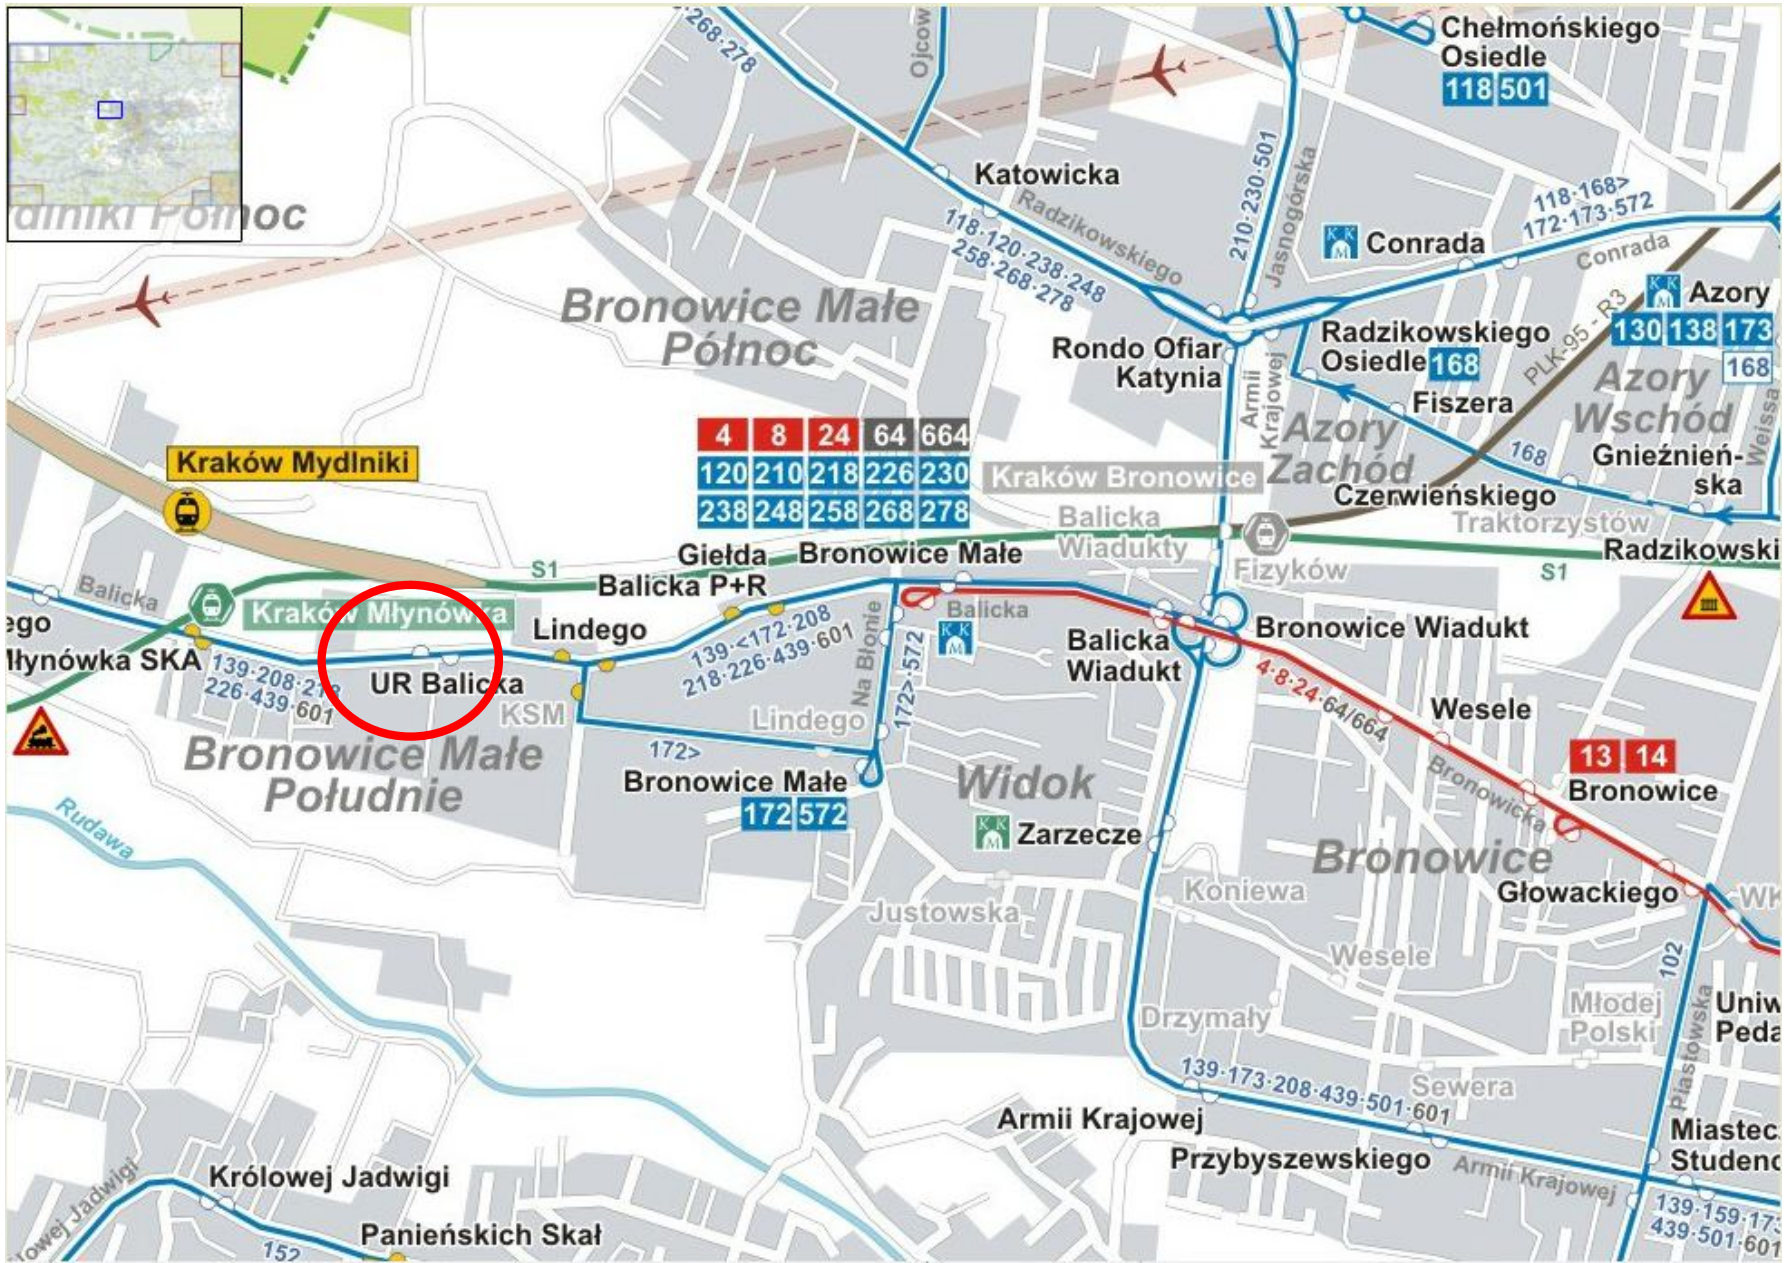 268·278
Ojcow
Chełmońskiego
Osiedle
118 501
Katowicka
Radzikowskiego
118·120·238·248
258·268·278
210·230·501
Jasnogórska
118·168>
172·173·572
Conrada
K K
M
Conrada
Północ
Bronowice Małe
Północ
Rondo Ofiar
Katynia
Armii
Krajowej
Radzikowskiego
Osiedle 168
PLK-95 - R3
K K
M
Azory
130 138 173
168
Azory
Wschód
Weissa
Fiszera
Azory
Zachód
168
Gnieźnień-
ska
Czerwieńskiego
Traktorzystów
Radzikowski
S1
Kraków Mydlniki
4 8 24 64 664
120 210 218 226 230
238 248 258 268 278
Kraków Bronowice
Balicka
Wiadukty
Fizyków
Giełda
Balicka P+R
Bronowice Małe
S1
Balicka
Kraków Młynówka
Lindego
139·<172·208
218·226·439·601
Na Błonie
172>·572
Balicka
K K
M
Balicka
Wiadukt
Bronowice Wiadukt
4·8·24·64/664
ego
Młynówka SKA
139·208·218
226·439·601
UR Balicka
KSM
Lindego
172>
Bronowice Małe
172 572
Bronowice Małe
Południe
Rudawa
Widok
K K
M
Zarzecze
Wesele
13 14
Bronowice
Bronowicka
Bronowice
Głowackiego
WK
Koniewa
Justowska
Wesele
Drzymały
Młodej
Polski
102
Piastowska
Uniw
Peda
139·173·208·439·501·601
Sewera
Armii Krajowej
Przybyszewskiego
Armii Krajowej
Miastec
Studenc
139·159·173
439·501·601
Królowej Jadwigi
lowej Jadwigi
Panieńskich Skał
152